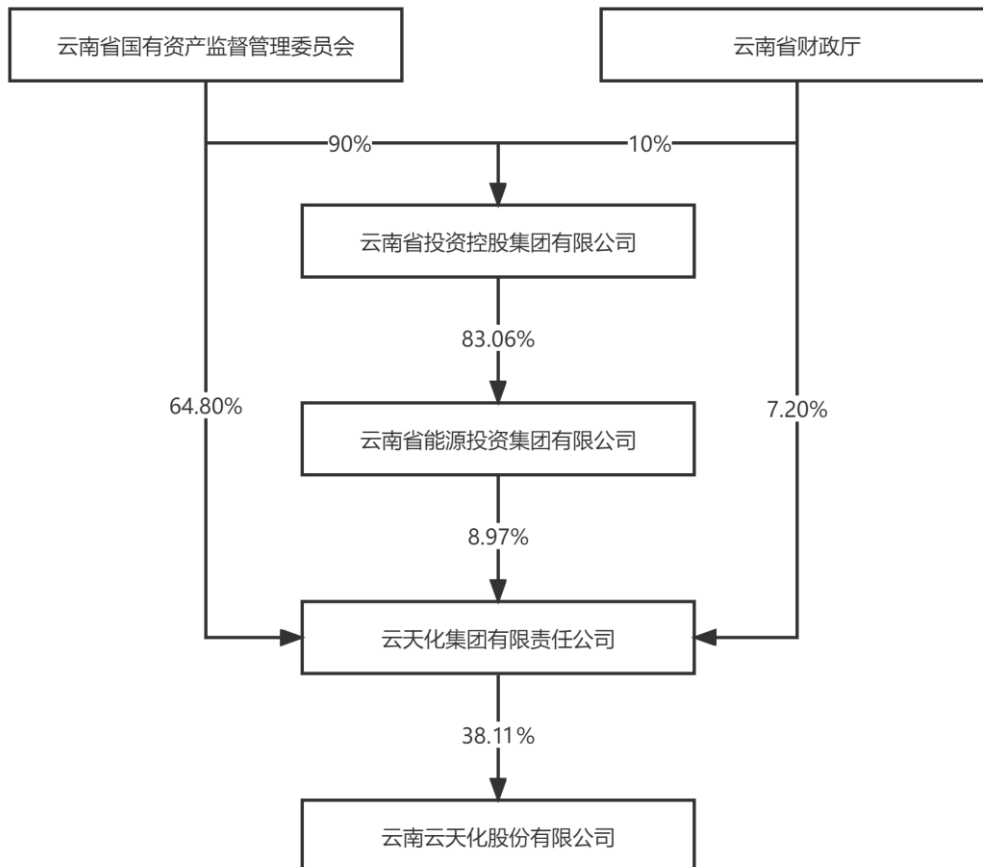 云南省国有资产监督管理委员会
云南省财政厅
90%
10%
云南省投资控股集团有限公司
83.06%
64.80%
7.20%
云南省能源投资集团有限公司
8.97%
云天化集团有限责任公司
38.11%
云南云天化股份有限公司